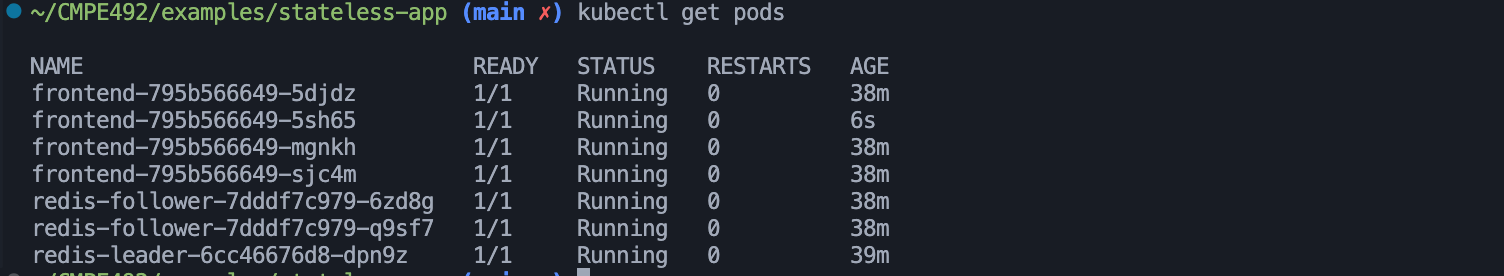 ~/CMPE492/examples/stateless-app (main ✗) kubectl get pods
NAME READY STATUS RESTARTS AGE
frontend-795b566649-5djdz 1/1 Running 0 38m
frontend-795b566649-5sh65 1/1 Running 0 6s
frontend-795b566649-mgnkh 1/1 Running 0 38m
frontend-795b566649-sjc4m 1/1 Running 0 38m
redis-follower-7dddf7c979-6zd8g 1/1 Running 0 38m
redis-follower-7dddf7c979-q9sf7 1/1 Running 0 38m
redis-leader-6cc46676d8-dpn9z 1/1 Running 0 39m